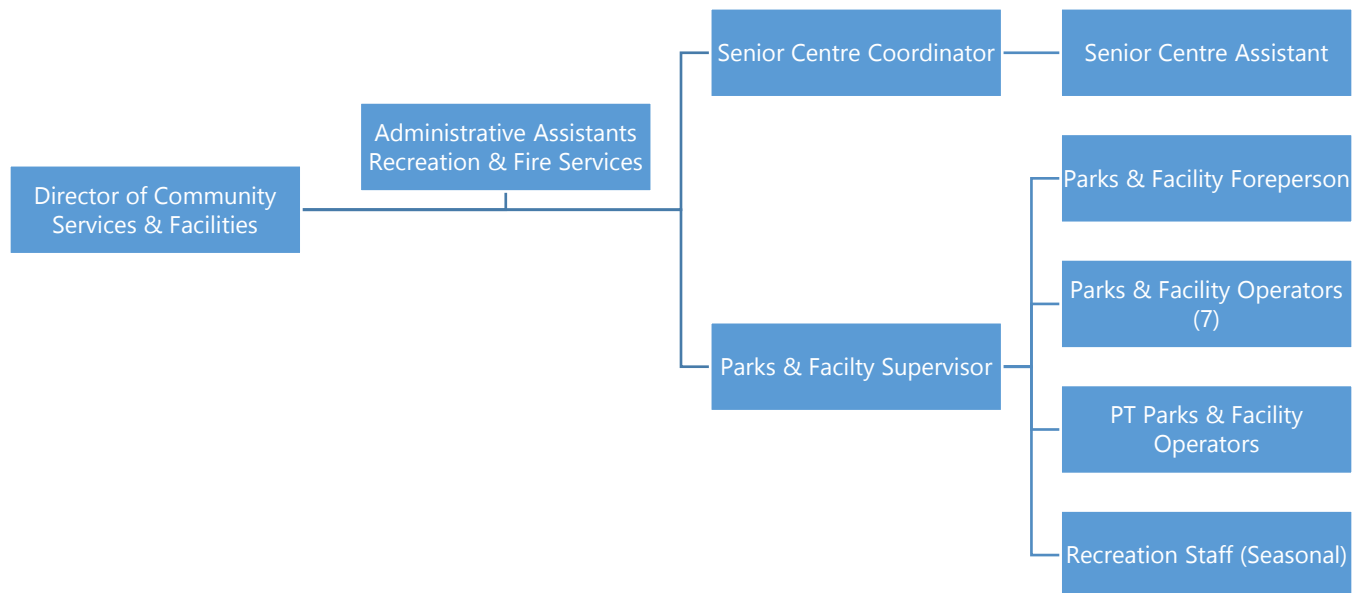 Senior Centre Coordinator
Senior Centre Assistant
Administrative Assistants
Recreation & Fire Services
Director of Community
Services & Facilities
Parks & Facility Foreperson
Parks & Facility Operators
(7)
Parks & Facilty Supervisor
PT Parks & Facility
Operators
Recreation Staff (Seasonal)